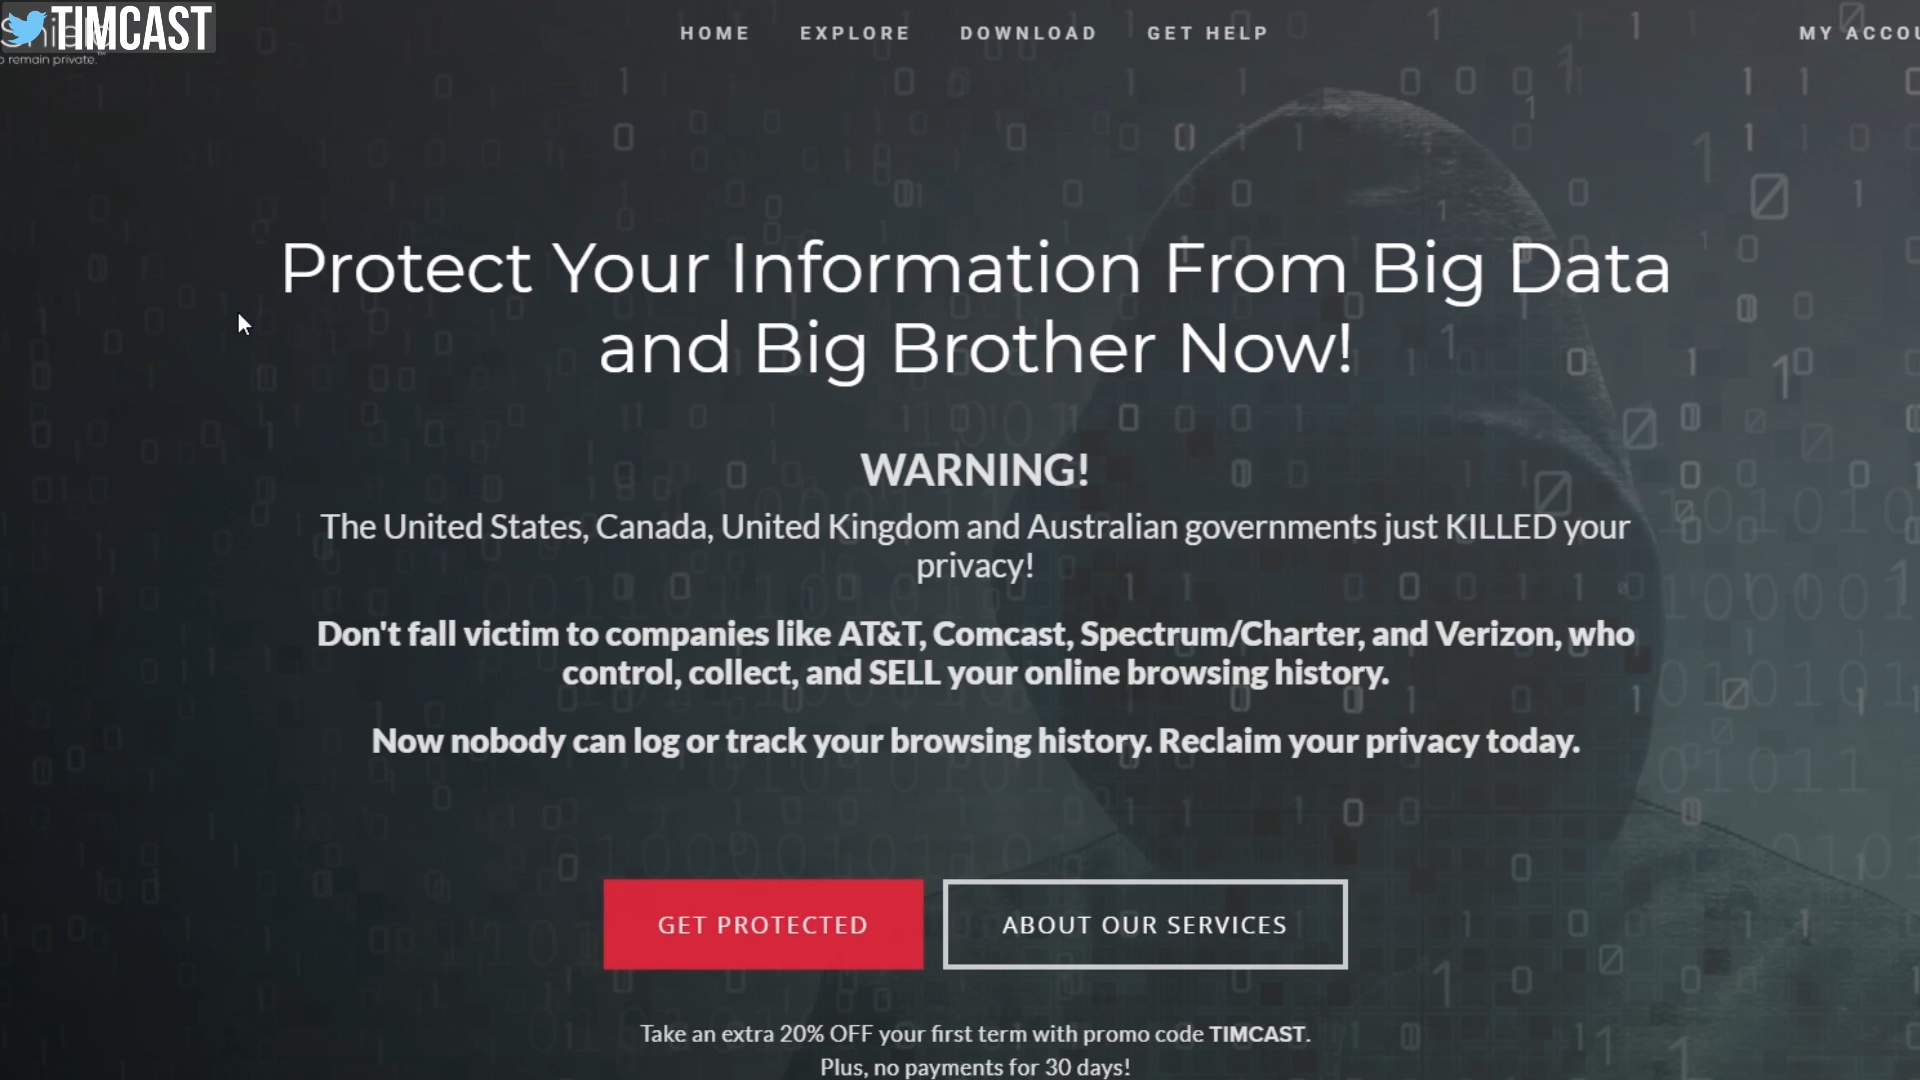 TIMCAST
remain private.
HOME EXPLORE DOWNLOAD GET HELP MY ACCOU
Protect Your Information From Big Data
and Big Brother Now!
WARNING!
The United States, Canada, United Kingdom and Australian governments just KILLED your
privacy!
Don't fall victim to companies like AT&T, Comcast, Spectrum/Charter, and Verizon, who
control, collect, and SELL your online browsing history.
Now nobody can log or track your browsing history. Reclaim your privacy today.
GET PROTECTED ABOUT OUR SERVICES
Take an extra 20% OFF your first term with promo code TIMCAST.
Plus, no payments for 30 days!